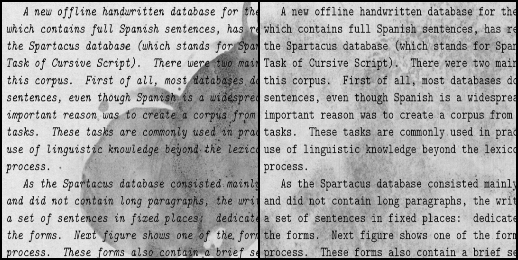 A new offline handwritten database for the
which contains full Spanish sentences, has re
the Spartacus database (which stands for Spar
Task of Cursive Script). There were two main
this corpus. First of all, most databases do
sentences, even though Spanish is a widesprea
important reason was to create a corpus from
tasks. These tasks are commonly used in prac
use of linguistic knowledge beyond the lexico
process.
As the Spartacus database consisted mainly
and did not contain long paragraphs, the writ
a set of sentences in fixed places: dedicate
the forms. Next figure shows one of the form
process. These forms also contain a brief se
A new offline handwritten database for the
which contains full Spanish sentences, has re
the Spartacus database (which stands for Spar
Task of Cursive Script). There were two main
this corpus. First of all, most databases do
sentences, even though Spanish is a widesprea
important reason was to create a corpus from
tasks. These tasks are commonly used in prac
use of linguistic knowledge beyond the lexico
process.
As the Spartacus database consisted mainly
and did not contain long paragraphs, the writ
a set of sentences in fixed places: dedicate
the forms. Next figure shows one of the form
process. These forms also contain a brief se